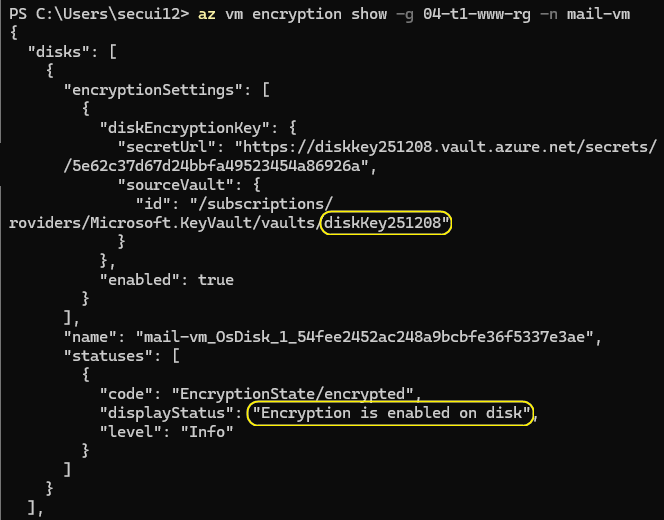 PS C:\Users\secui12> az vm encryption show -g 04-t1-www-rg -n mail-vm
{
  "disks": [
    {
      "encryptionSettings": [
        {
          "diskEncryptionKey": {
            "secretUrl": "https://diskkey251208.vault.azure.net/secrets/
/5e62c37d67d24bbfa49523454a86926a",
            "sourceVault": {
              "id": "/subscriptions/
roviders/Microsoft.KeyVault/vaults/diskKey251208"
            }
          },
          "enabled": true
        }
      ],
      "name": "mail-vm_OsDisk_1_54fee2452ac248a9bcbfe36f5337e3ae",
      "statuses": [
        {
          "code": "EncryptionState/encrypted",
          "displayStatus": "Encryption is enabled on disk",
          "level": "Info"
        }
      ]
    }
  ],